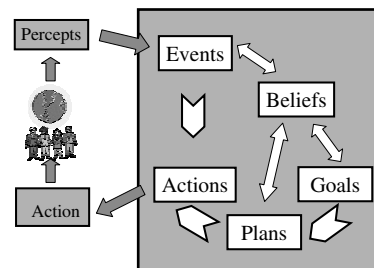 Percepts
Events
Beliefs
Actions
Goals
Action
Plans